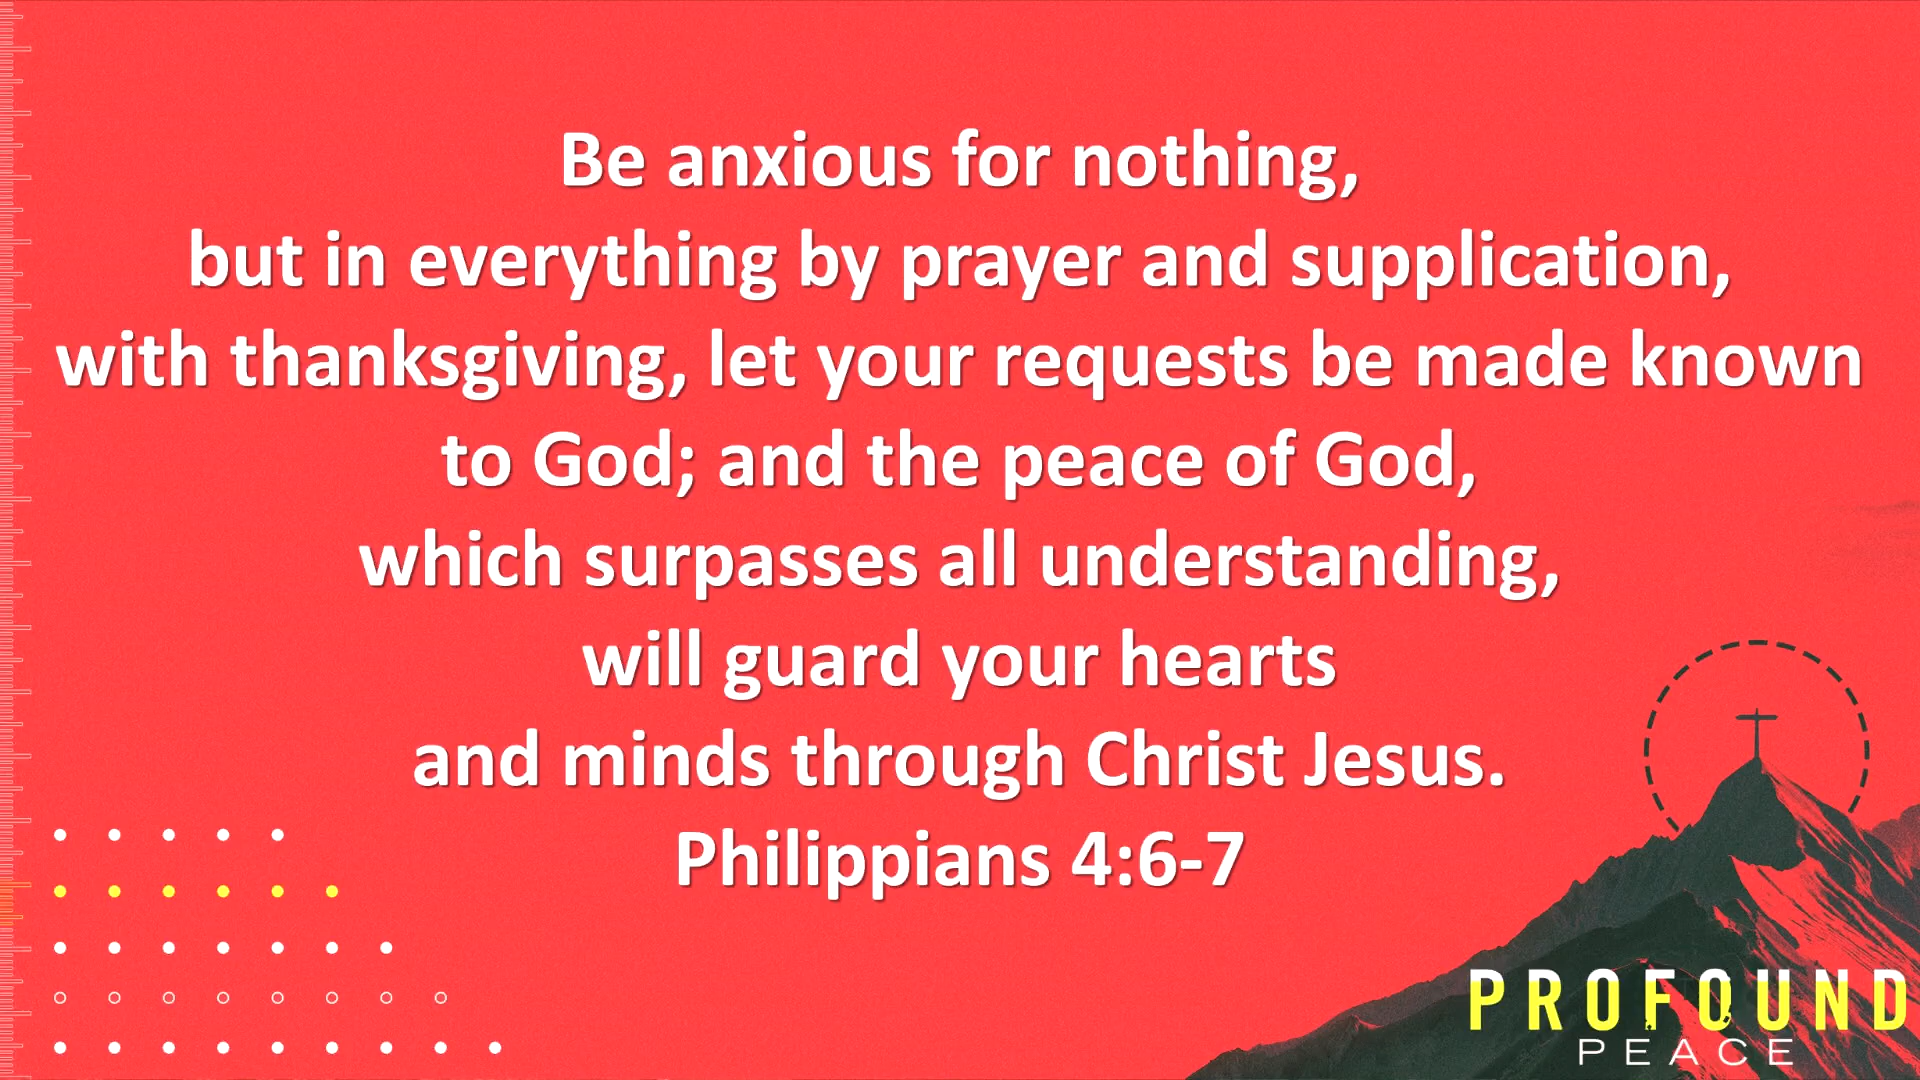 Be anxious for nothing,
but in everything by prayer and supplication,
with thanksgiving, let your requests be made known
to God; and the peace of God,
which surpasses all understanding,
will guard your hearts
and minds through Christ Jesus.
Philippians 4:6-7
PROFOUND
PEACE